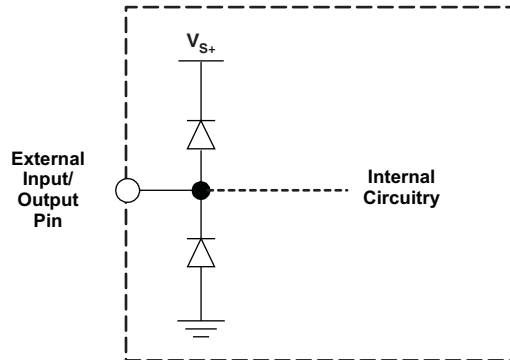 V S+
External
Input/
Output
Pin
Internal
Circuitry